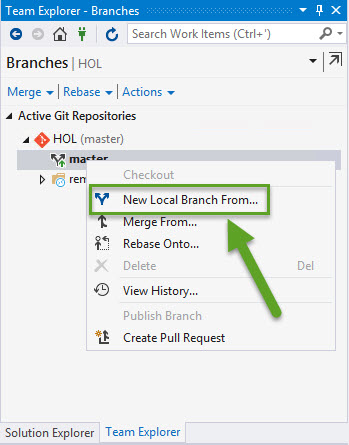 Team Explorer - Branches
Search Work Items (Ctrl+')
Branches | HOL
Merge Rebase Actions
Active Git Repositories
HOL (master)
master
Checkout
New Local Branch From...
Merge From...
Rebase Onto...
Delete Del
View History...
Publish Branch
Create Pull Request
Solution Explorer Team Explorer